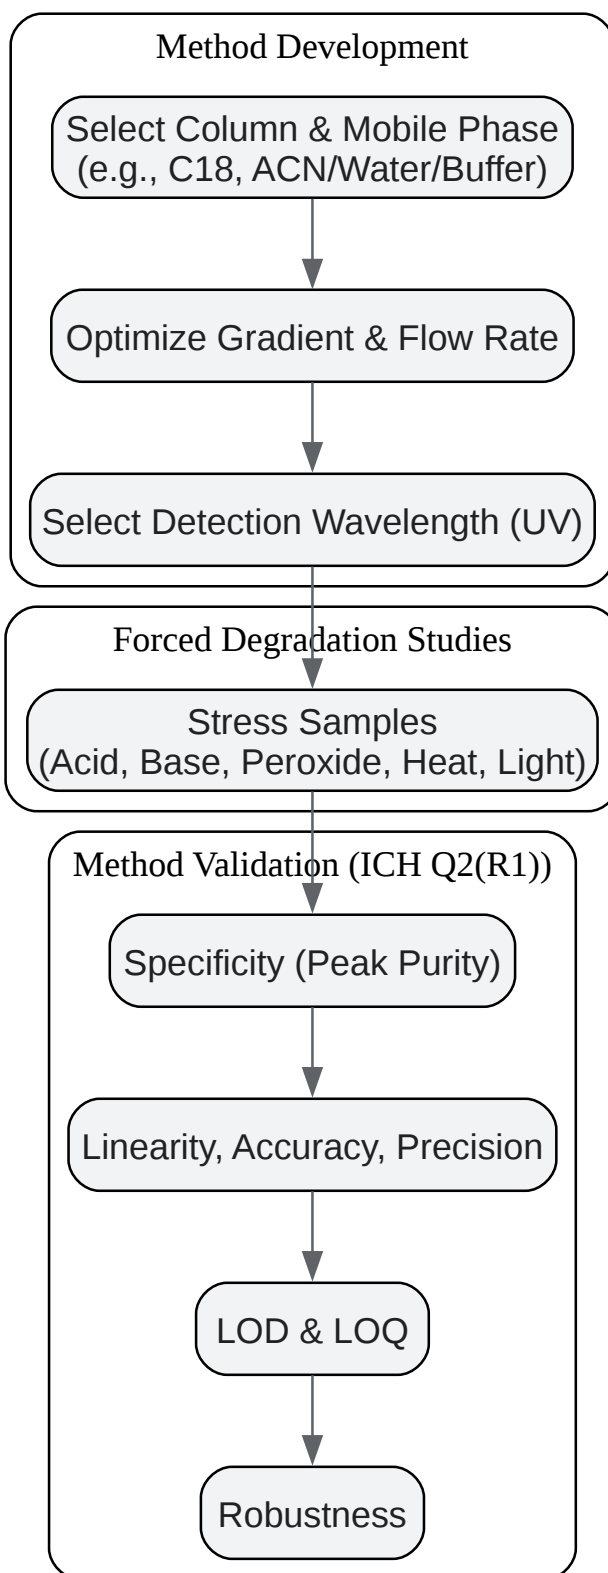 Method Development
Select Column & Mobile Phase
(e.g., C18, ACN/Water/Buffer)
Optimize Gradient & Flow Rate
Select Detection Wavelength (UV)
Forced Degradation Studies
Stress Samples
(Acid, Base, Peroxide, Heat, Light)
Method Validation (ICH Q2(R1))
Specificity (Peak Purity)
Linearity, Accuracy, Precision
LOD & LOQ
Robustness